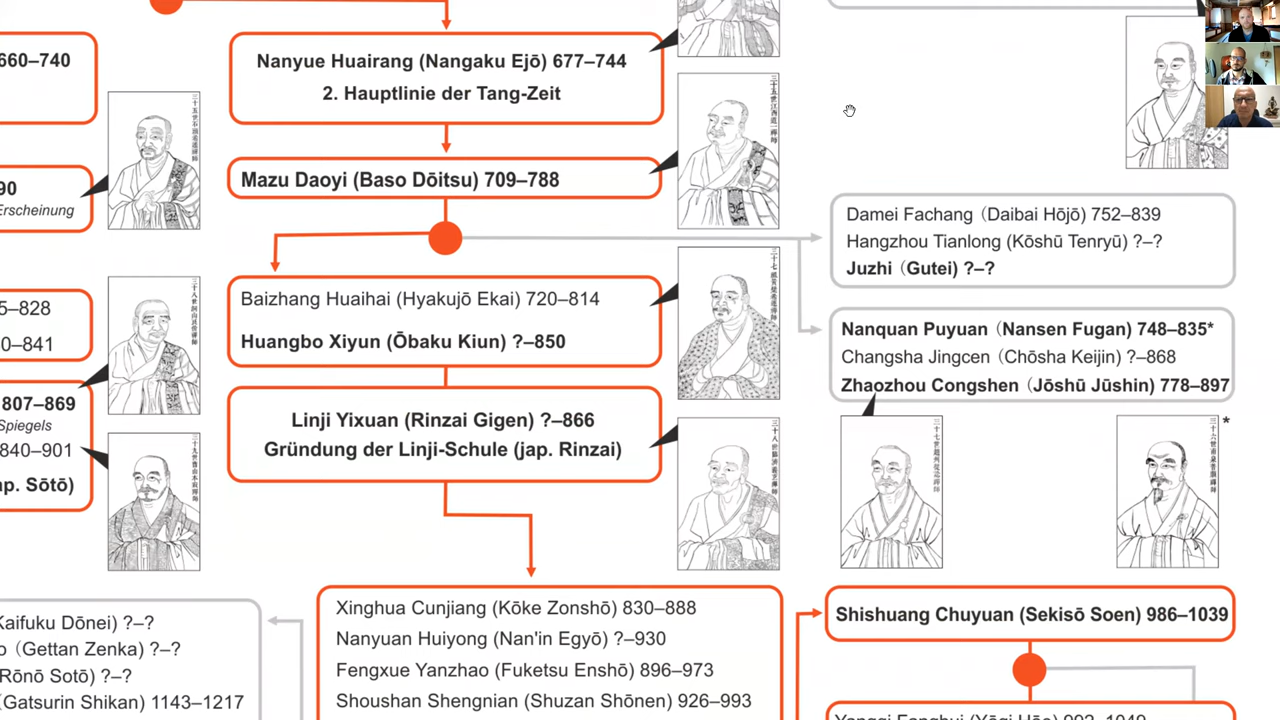 660–740
90
Erscheinung
5–828
0–841
807–869
Spiegels
840–901
ap. Sōtō)
Kaifuku Dōnei) ?–?
o (Gettan Zenka) ?–?
Rōnō Sotō) ?–?
(Gatsurin Shikan) 1143–1217
Nanyue Huairang (Nangaku Ejō) 677–744
2. Hauptlinie der Tang-Zeit
Mazu Daoyi (Baso Dōitsu) 709–788
Baizhang Huaihai (Hyakujō Ekai) 720–814
Huangbo Xiyun (Ōbaku Kiun) ?–850
Linji Yixuan (Rinzai Gigen) ?–866
Gründung der Linji-Schule (jap. Rinzai)
Xinghua Cunjiang (Kōke Zonshō) 830–888
Nanyuan Huiyong (Nan'in Egyō) ?–930
Fengxue Yanzhao (Fuketsu Enshō) 896–973
Shoushan Shengnian (Shuzan Shōnen) 926–993
Damei Fachang (Daibai Hōjō) 752–839
Hangzhou Tianlong (Kōshū Tenryū) ?–?
Juzhi (Gutei) ?–?
Nanquan Puyuan (Nansen Fugan) 748–835*
Changsha Jingcen (Chōsha Keijin) ?–868
Zhaozhou Congshen (Jōshū Jūshin) 778–897
*
Shishuang Chuyuan (Sekisō Soen) 986–1039